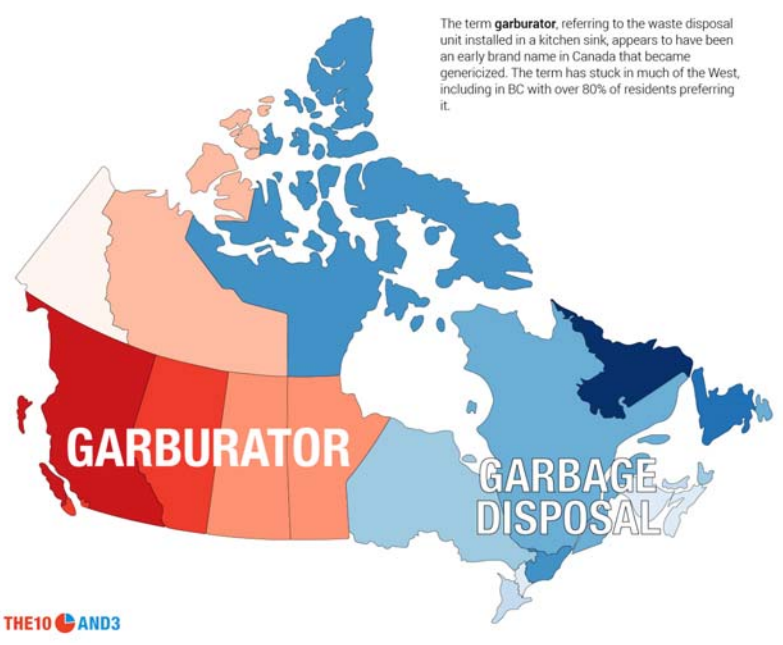 The term garburator, referring to the waste disposal
unit installed in a kitchen sink, appears to have been
an early brand name in Canada that became
genericized. The term has stuck in much of the West,
including in BC with over 80% of residents preferring
it.
GARBURATOR
GARBAGE
DISPOSAL
THE10 AND3